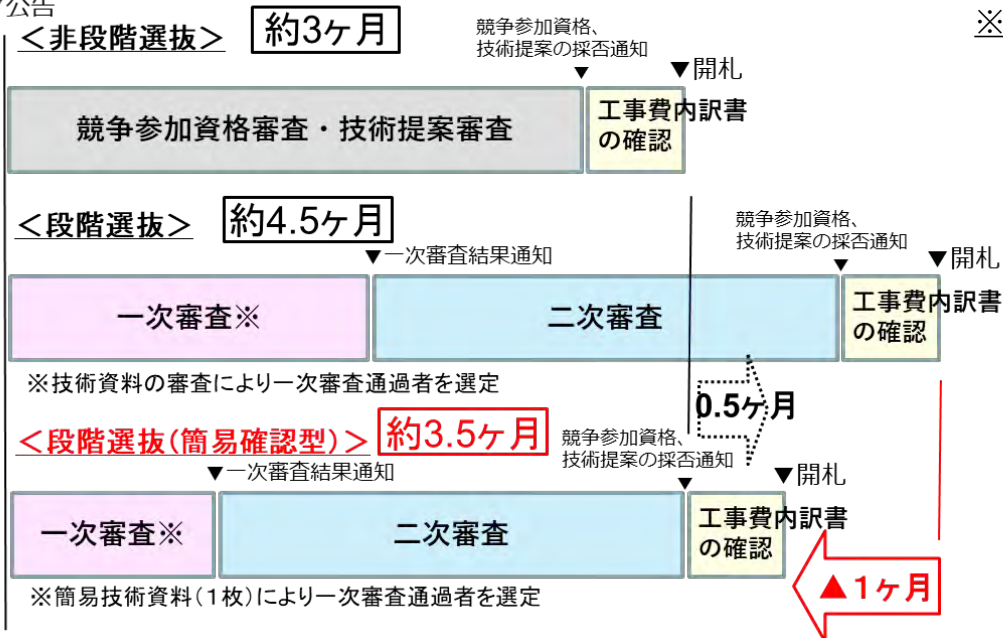 公告
※
＜非段階選抜＞
約3ヶ月
競争参加資格、
技術提案の採否通知
▼
▼開札
競争参加資格審査・技術提案審査
工事費内訳書
の確認
＜段階選抜＞
約4.5ヶ月
▼一次審査結果通知
競争参加資格、
技術提案の採否通知
▼
▼開札
一次審査※
二次審査
工事費内訳書
の確認
※技術資料の審査により一次審査通過者を選定
0.5ヶ月
＜段階選抜(簡易確認型)＞
約3.5ヶ月
▼一次審査結果通知
競争参加資格、
技術提案の採否通知
▼
▼開札
一次審査※
二次審査
工事費内訳書
の確認
▲1ヶ月
※簡易技術資料(1枚)により一次審査通過者を選定